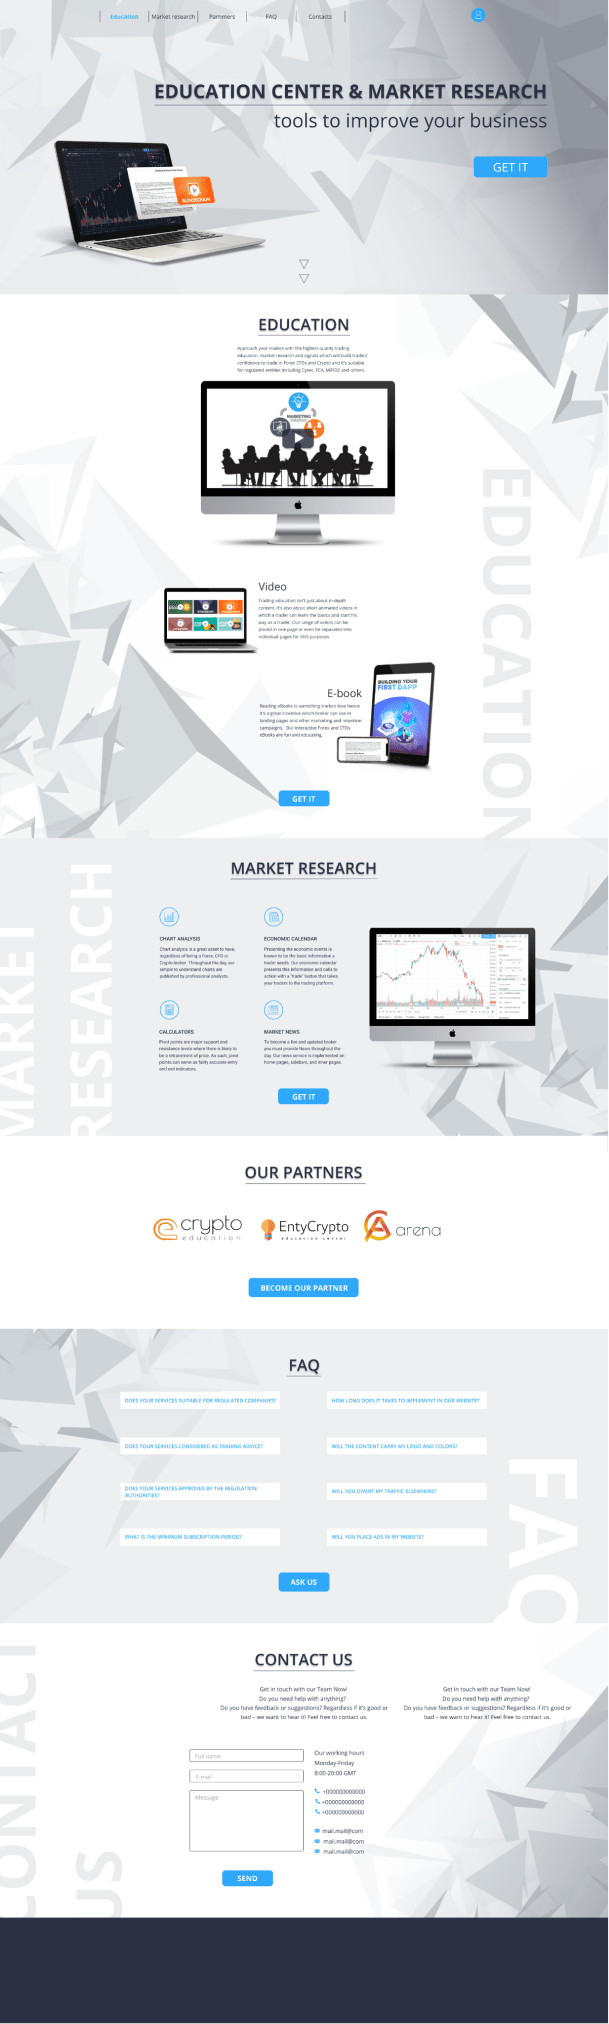 Education
Market research
Parnmers
FAQ
Contacts
EDUCATION CENTER & MARKET RESEARCH
tools to improve your business
GET IT
BLOCKCHAIN
EDUCATION
Approach your traders with the highest quality trading
education, market research and signals which will build traders'
confidence to trade in Forex CFDs and Crypto and it's suitable
for regulated entities including Cysec, FCA, MiFID2 and others.
MARKETING
STRATEGY
EDUCATION
Video
Trading education isn't just about in-depth
content, it's also about short animated videos in
which a trader can learn the basics and start his
way as a trader. Our range of videos can be
placed in one page or even be separated into
individual pages for SEO purposes.
E-book
Reading eBooks is something traders love hence
it's a great incentive which broker can use in
landing pages and other marketing and retention
campaigns. Our interactive Forex and CFDs
eBooks are fun and educating.
BUILDING YOUR
FIRST DAPP
GET IT
MARKET RESEARCH
MARKET
RESEARCH
CHART ANALYSIS
Chart analysis is a great asset to have,
regardless of being a Forex, CFD or
Crypto broker. Throughout the day, our
simple to understand charts are
published by professional analysts.
ECONOMIC CALENDAR
Presenting the economic events is
known to be the basic information a
trader needs. Our economic calendar
presents this information and calls to
action with a "trade" button that takes
your traders to the trading platform.
CALCULATORS
Pivot points are major support and
resistance levels where there is likely to
be a retracement of price. As such, pivot
points can serve as fairly accurate entry
and exit indicators.
MARKET NEWS
To become a live and updated broker
you must provide News throughout the
day. Our news service is implemented on
home pages, sidebars, and inner pages.
GET IT
OUR PARTNERS
crypto
education
EntyCrypto
education center
arena
BECOME OUR PARTNER
FAQ
DOES YOUR SERVICES SUITABLE FOR REGULATED COMPANIES?
HOW LONG DOES IT TAKES TO IMPLEMENT IN OUR WEBSITE?
DOES YOUR SERVICES CONSIDERED AS TRADING ADVICE?
WILL THE CONTENT CARRY MY LOGO AND COLORS?
DOES YOUR SERVICES APPROVED BY THE REGULATION
AUTHORITIES?
WILL YOU DIVERT MY TRAFFIC ELSEWHERE?
WHAT IS THE MINIMUM SUBSCRIPTION PERIOD?
WILL YOU PLACE ADS IN MY WEBSITE?
FAQ
ASK US
CONTACT US
CONTACT
US
Get in touch with our Team Now!
Do you need help with anything?
Do you have feedback or suggestions? Regardless if it's good or
bad – we want to hear it! Feel free to contact us.
Get in touch with our Team Now!
Do you need help with anything?
Do you have feedback or suggestions? Regardless if it's good or
bad – we want to hear it! Feel free to contact us.
Full name
E-mail
Message
SEND
Our working hours
Monday-Friday
8:00-20:00 GMT
+000000000000
+000000000000
+000000000000
mail.mail@com
mail.mail@com
mail.mail@com